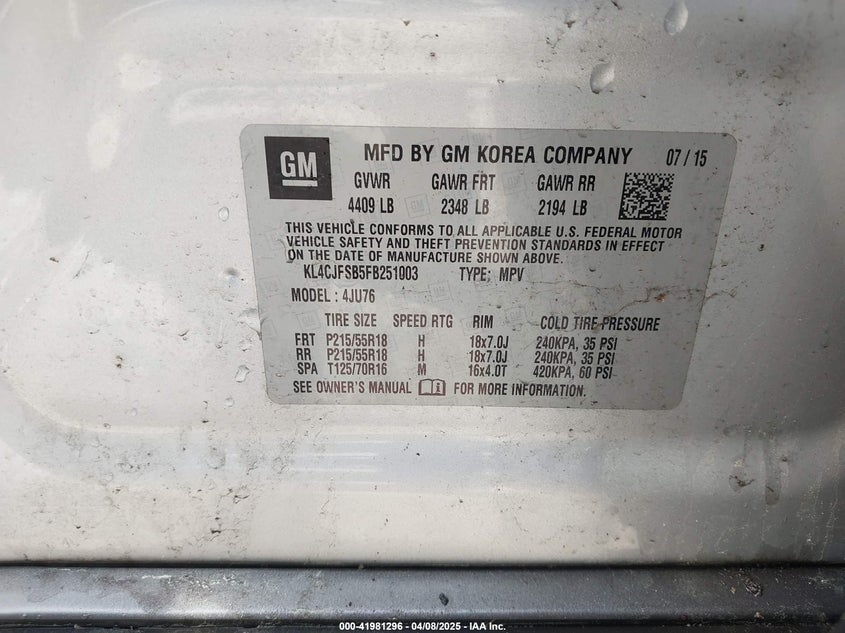 GM
MFD BY GM KOREA COMPANY 07 / 15
GVWR GAWR FRT GAWR RR
4409 LB 2348 LB 2194 LB
THIS VEHICLE CONFORMS TO ALL APPLICABLE U.S. FEDERAL MOTOR
VEHICLE SAFETY AND THEFT PREVENTION STANDARDS IN EFFECT
ON THE DATE OF MANUFACTURE SHOWN ABOVE.
KL4CJFSB5FB251003 TYPE: MPV
MODEL : 4JU76
TIRE SIZE SPEED RTG RIM COLD TIRE PRESSURE
FRT P215/55R18 H 18x7.0J 240KPA, 35 PSI
RR P215/55R18 H 18x7.0J 240KPA, 35 PSI
SPA T125/70R16 M 16x4.0T 420KPA, 60 PSI
SEE OWNER'S MANUAL FOR MORE INFORMATION.
000-41981296 - 04/08/2025 - IAA Inc.